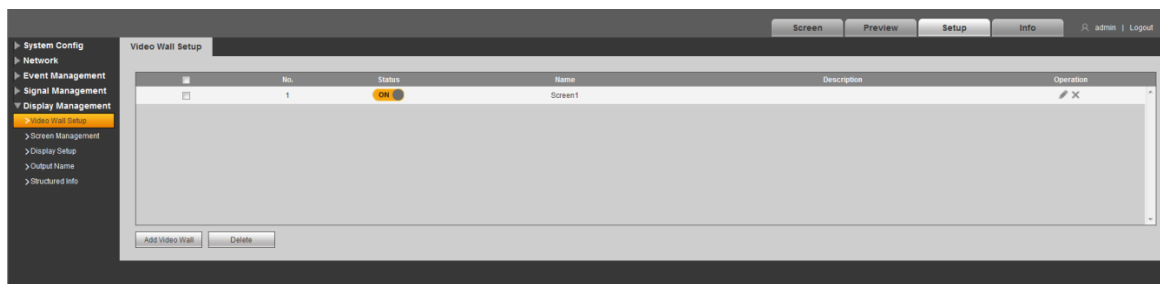 Screen Preview Setup Info admin | Logout
System Config
Network
Event Management
Signal Management
Display Management
Video Wall Setup
Screen Management
Display Setup
Output Name
Structured Info
Video Wall Setup
No. Status Name Description Operation
1 ON Screen1
Add Video Wall Delete